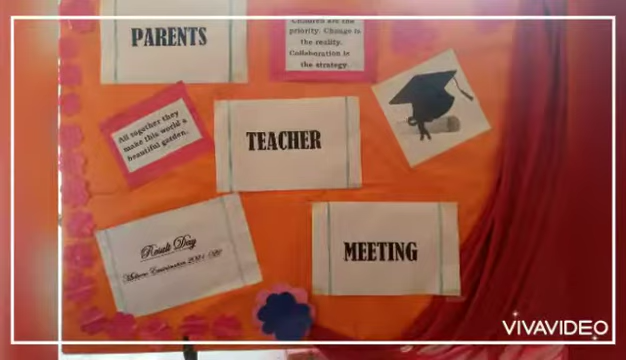 PARENTS
Children are the
priority. Change is
the reality.
Collaboration is
the strategy.
All together they
make this world a
beautiful garden.
TEACHER
Result Day
MEETING
VIVAVIDEO